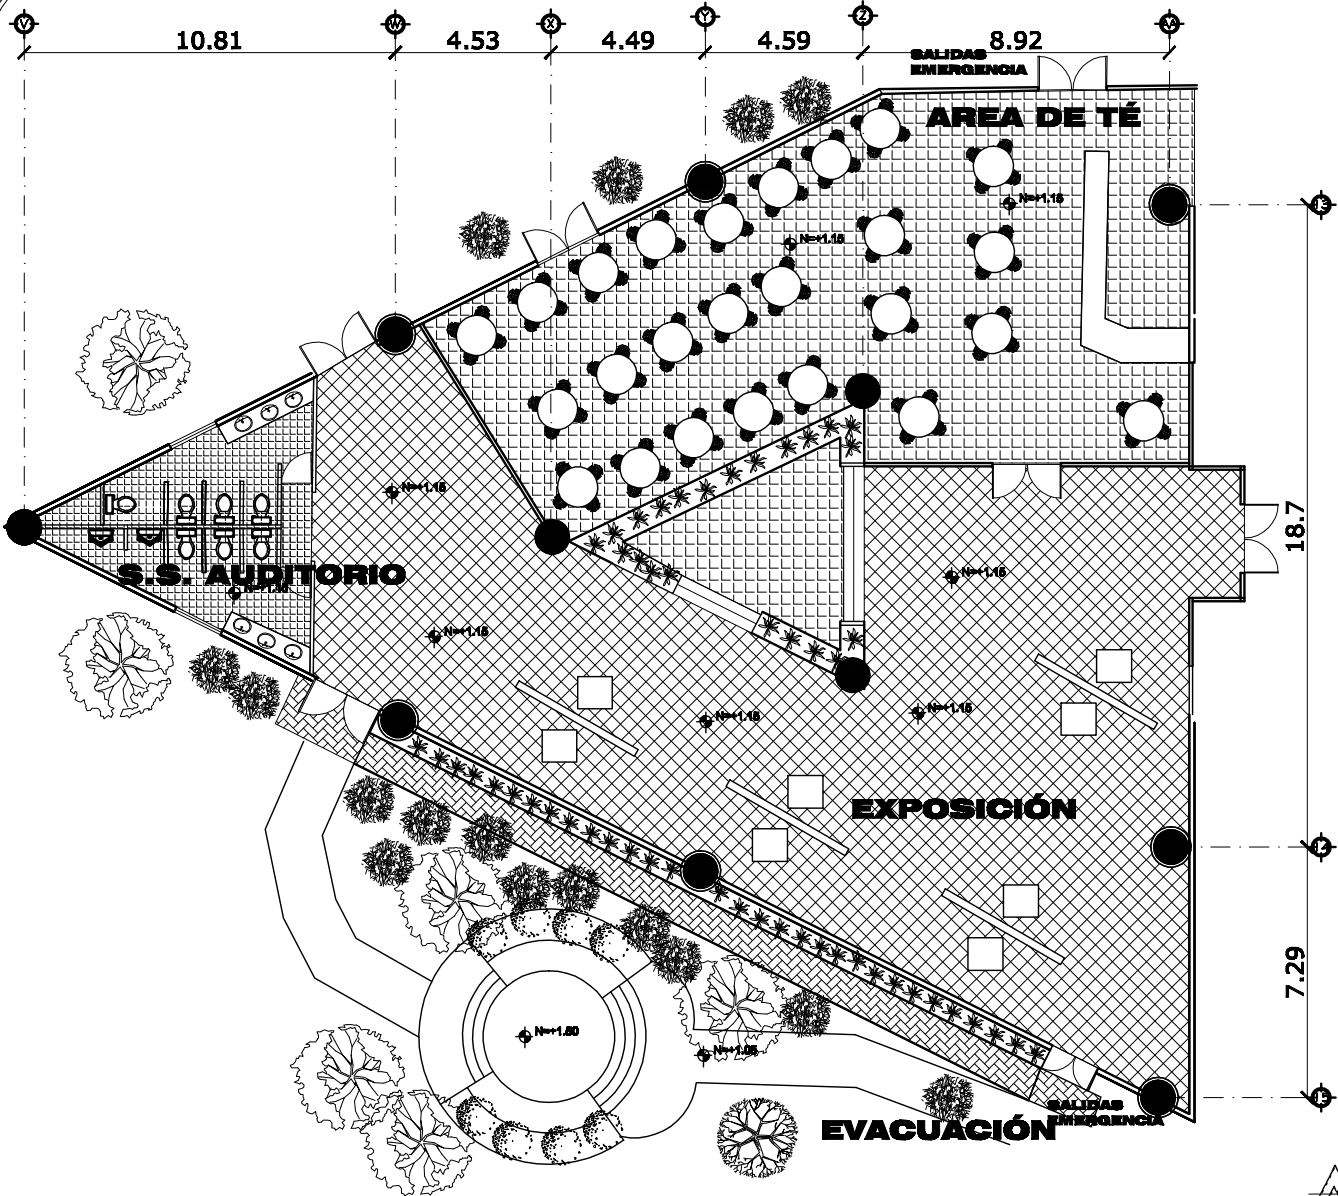 V W X Y Z AA
10.81 4.53 4.49 4.59 8.92
SALIDAS
EMERGENCIA
AREA DE TÉ
N=+1.15
N=+1.15
N=+1.15
18.7
N=+1.15
S.S. AUDITORIO
N=+1.15
N=+1.15
N=+1.15
N=+1.15
EXPOSICIÓN
7.29
N=+1.50
N=+1.05
SALIDAS
EMERGENCIA
EVACUACIÓN